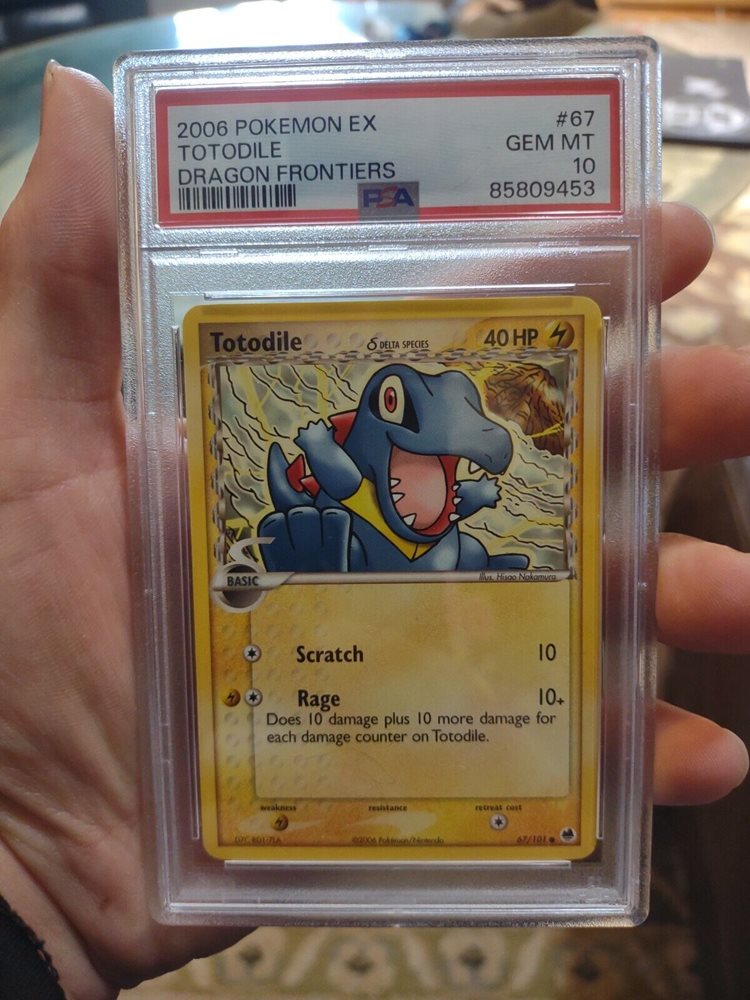 2006 POKEMON EX #67
TOTODILE GEM MT
DRAGON FRONTIERS 10
PSA 85809453
Totodile δ DELTA SPECIES 40 HP
BASIC
Illus. Hisao Nakamura
Scratch 10
Rage 10+
Does 10 damage plus 10 more damage for
each damage counter on Totodile.
weakness resistance retreat cost
©2006 Pokémon/Nintendo 67/101